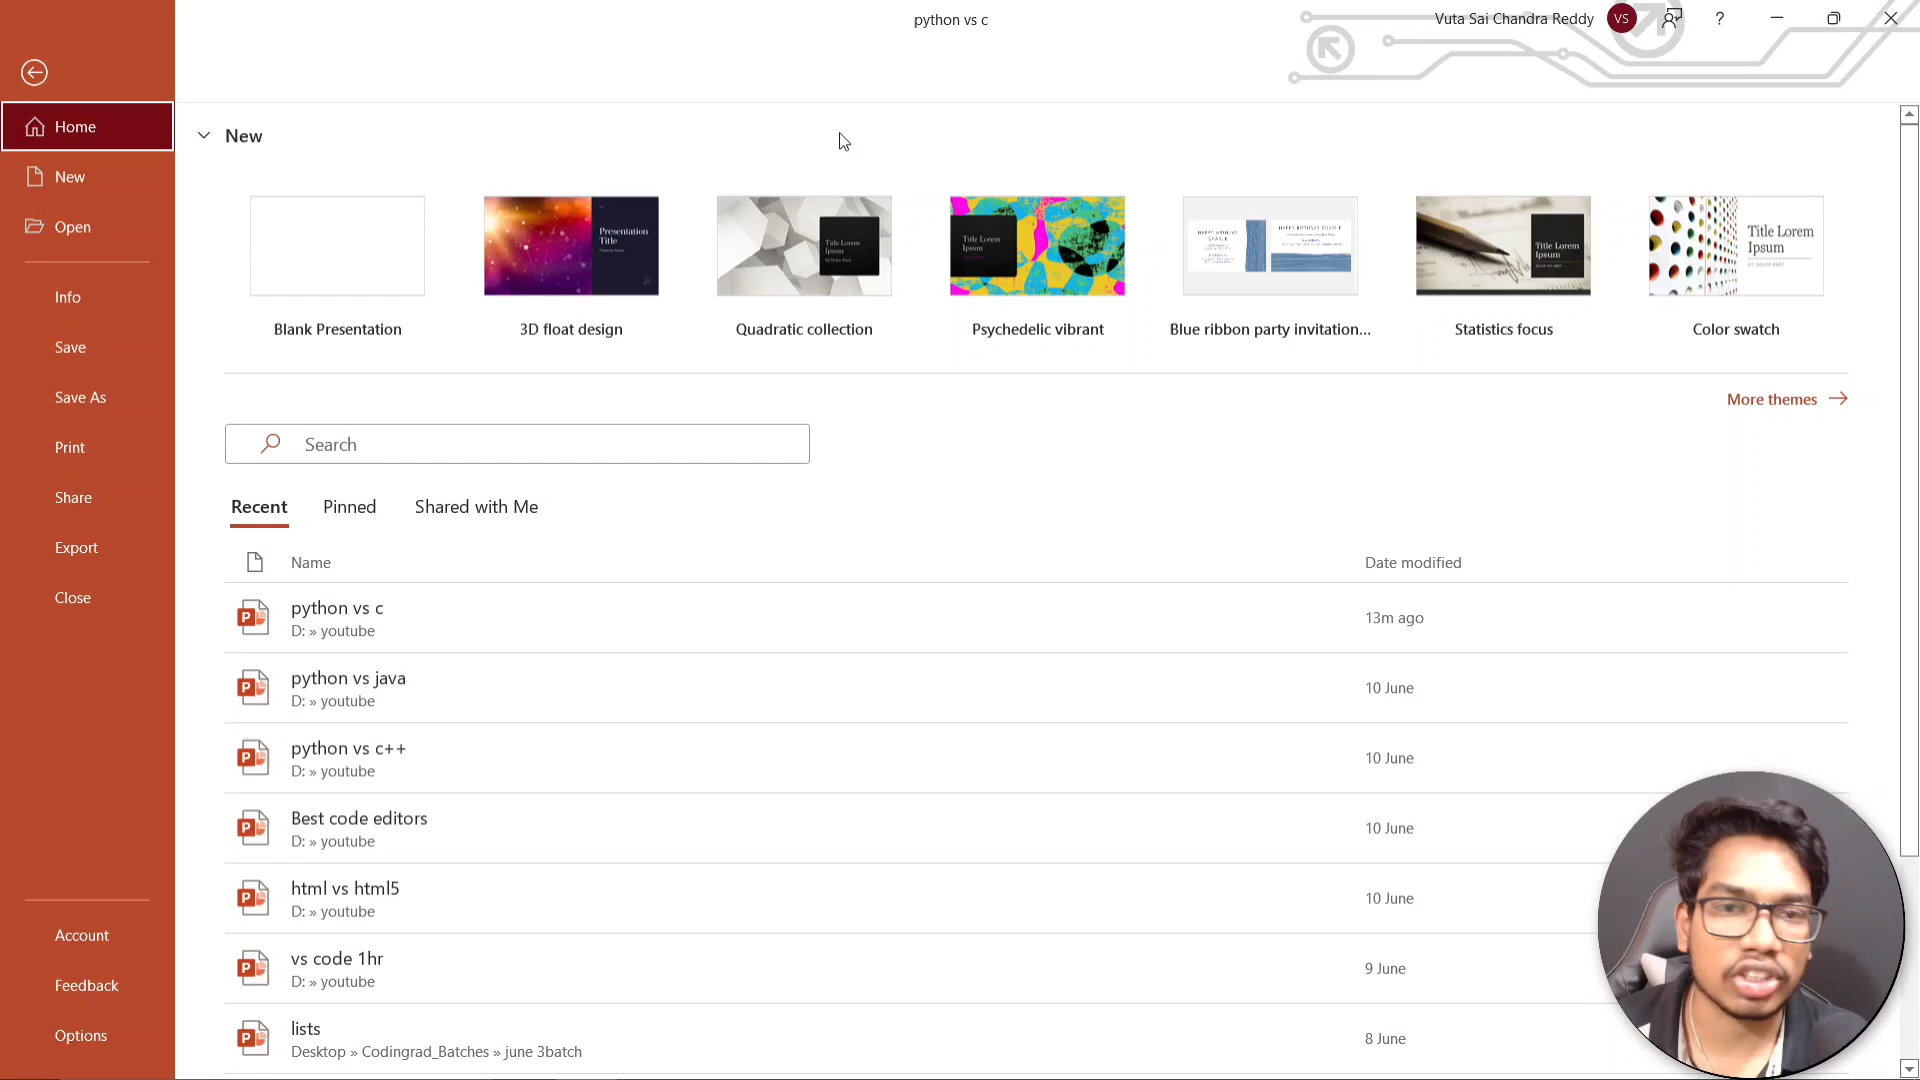 python vs c
Vuta Sai Chandra Reddy
VS
?
Home
New
Open
Info
Save
Save As
Print
Share
Export
Close
Account
Feedback
Options
New
Presentation
Title
Title Lorem
Ipsum
Title Lorem
Ipsum
Title Lorem
Ipsum
Title Lorem
Ipsum
Blank Presentation
3D float design
Quadratic collection
Psychedelic vibrant
Blue ribbon party invitation...
Statistics focus
Color swatch
More themes
Search
Recent
Pinned
Shared with Me
Name
Date modified
python vs c
D: » youtube
13m ago
python vs java
D: » youtube
10 June
python vs c++
D: » youtube
10 June
Best code editors
D: » youtube
10 June
html vs html5
D: » youtube
10 June
vs code 1hr
D: » youtube
9 June
lists
Desktop » Codingrad_Batches » june 3batch
8 June